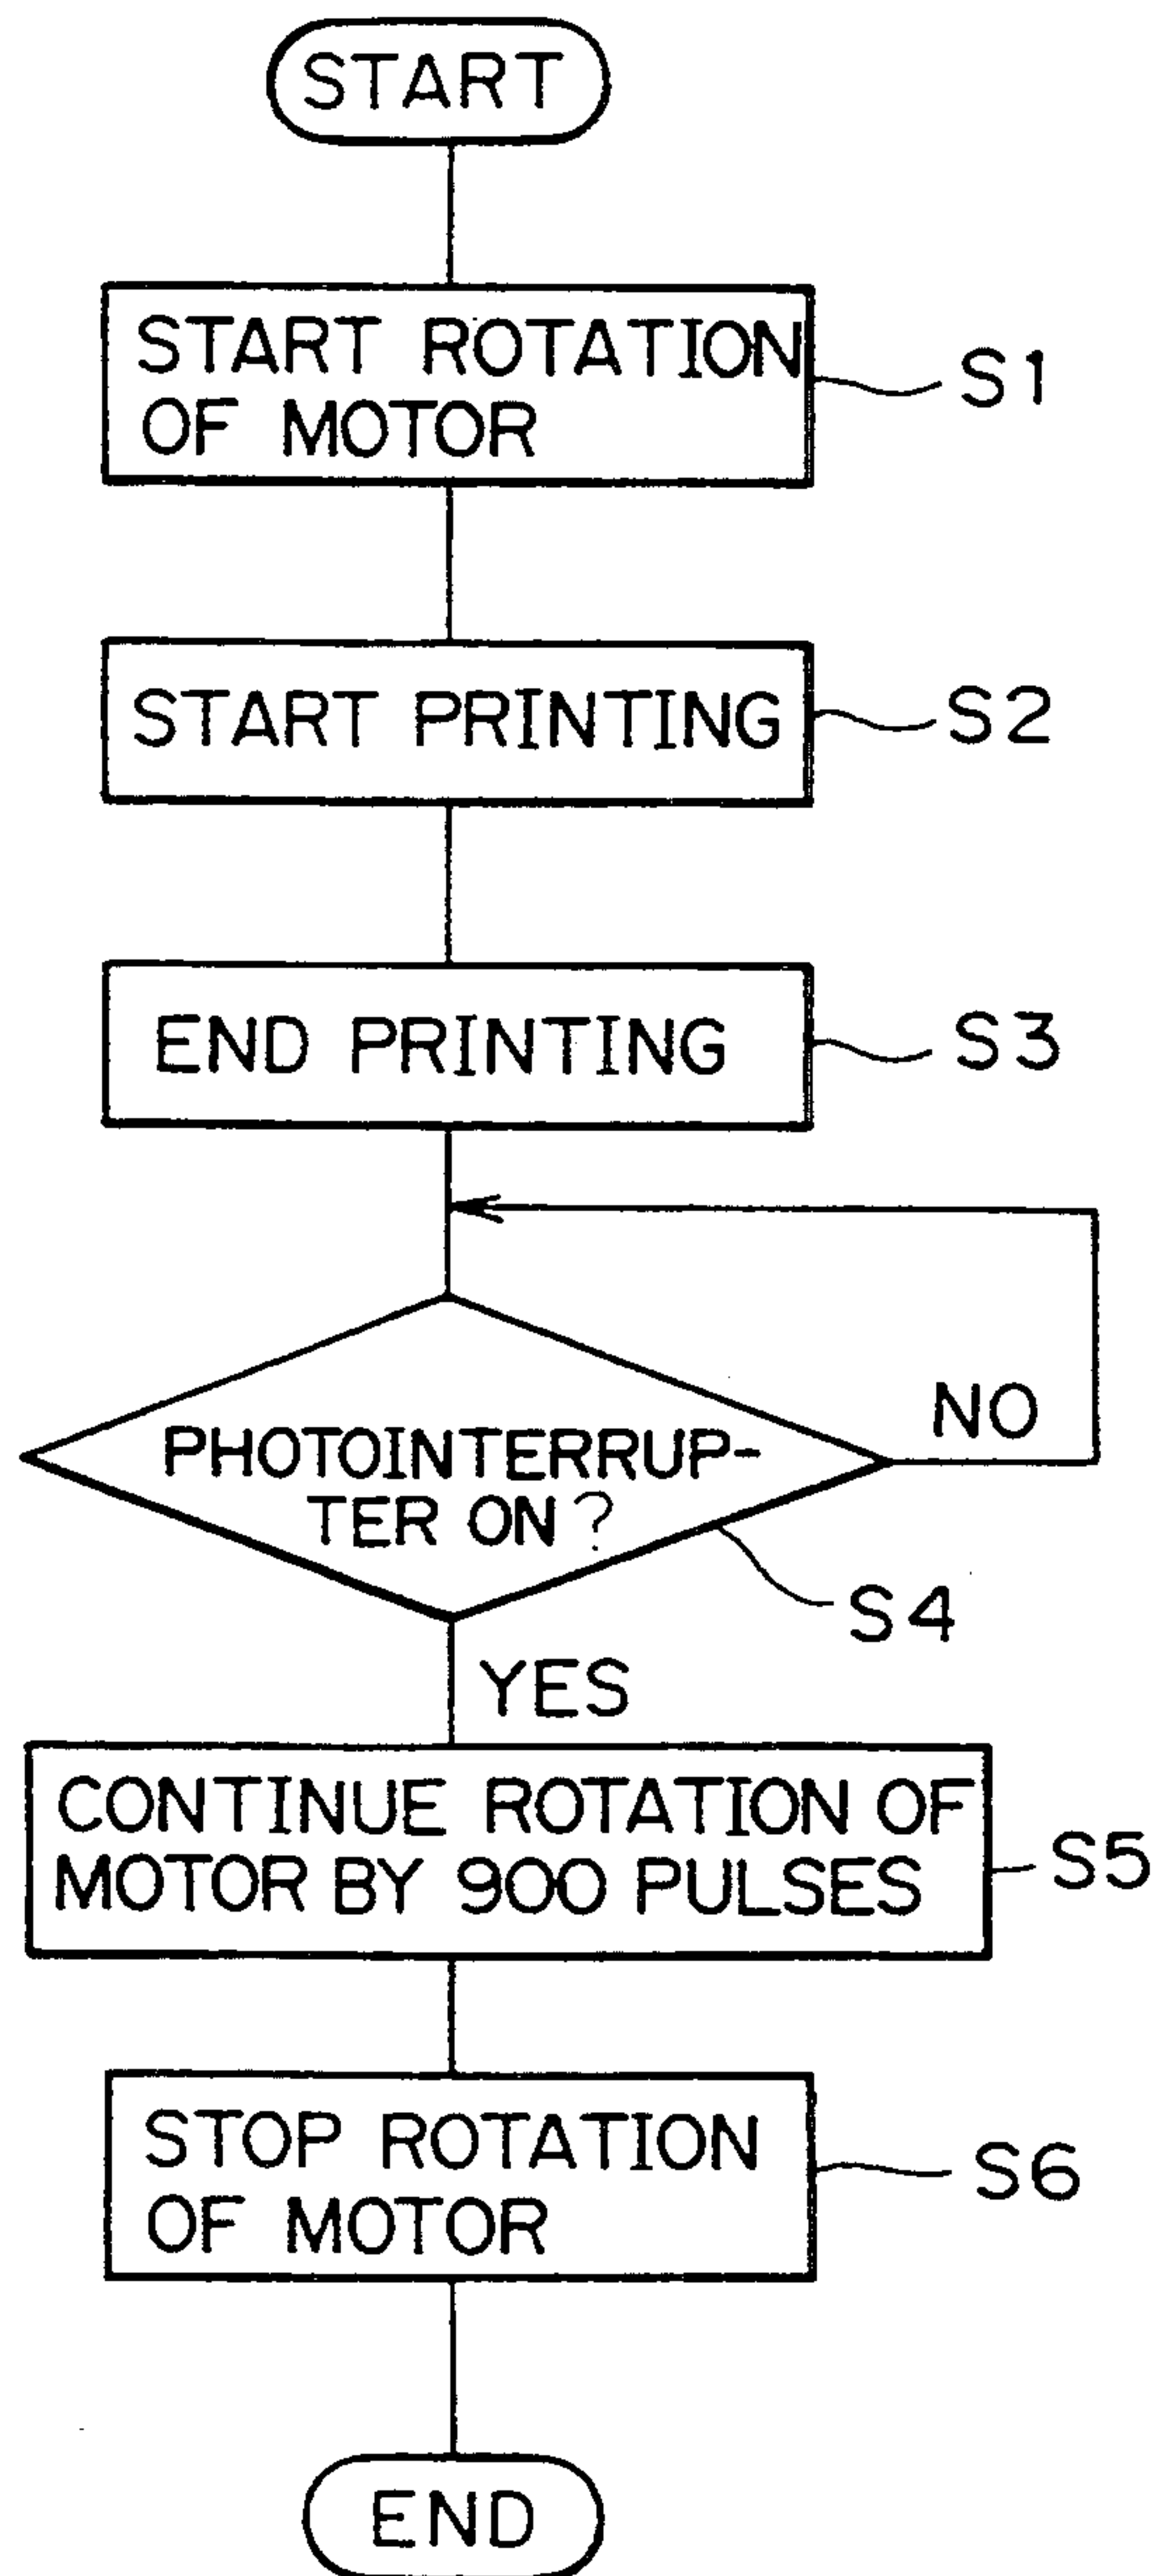 START
START ROTATION
OF MOTOR
S1
START PRINTING
S2
END PRINTING
S3
NO
PHOTOINTERRUP-
TER ON?
S4
YES
CONTINUE ROTATION OF
MOTOR BY 900 PULSES
S5
STOP ROTATION
OF MOTOR
S6
END